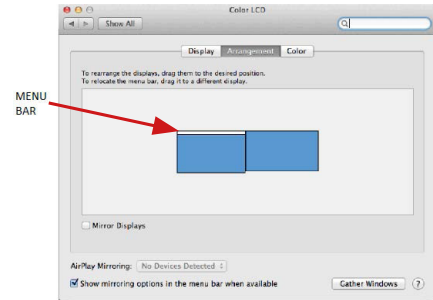 Color LCD
Show All
Display Arrangement Color
To rearrange the displays, drag them to the desired position.
To relocate the menu bar, drag it to a different display.
MENU
BAR
Mirror Displays
AirPlay Mirroring: No Devices Detected
Show mirroring options in the menu bar when available
Gather Windows ?